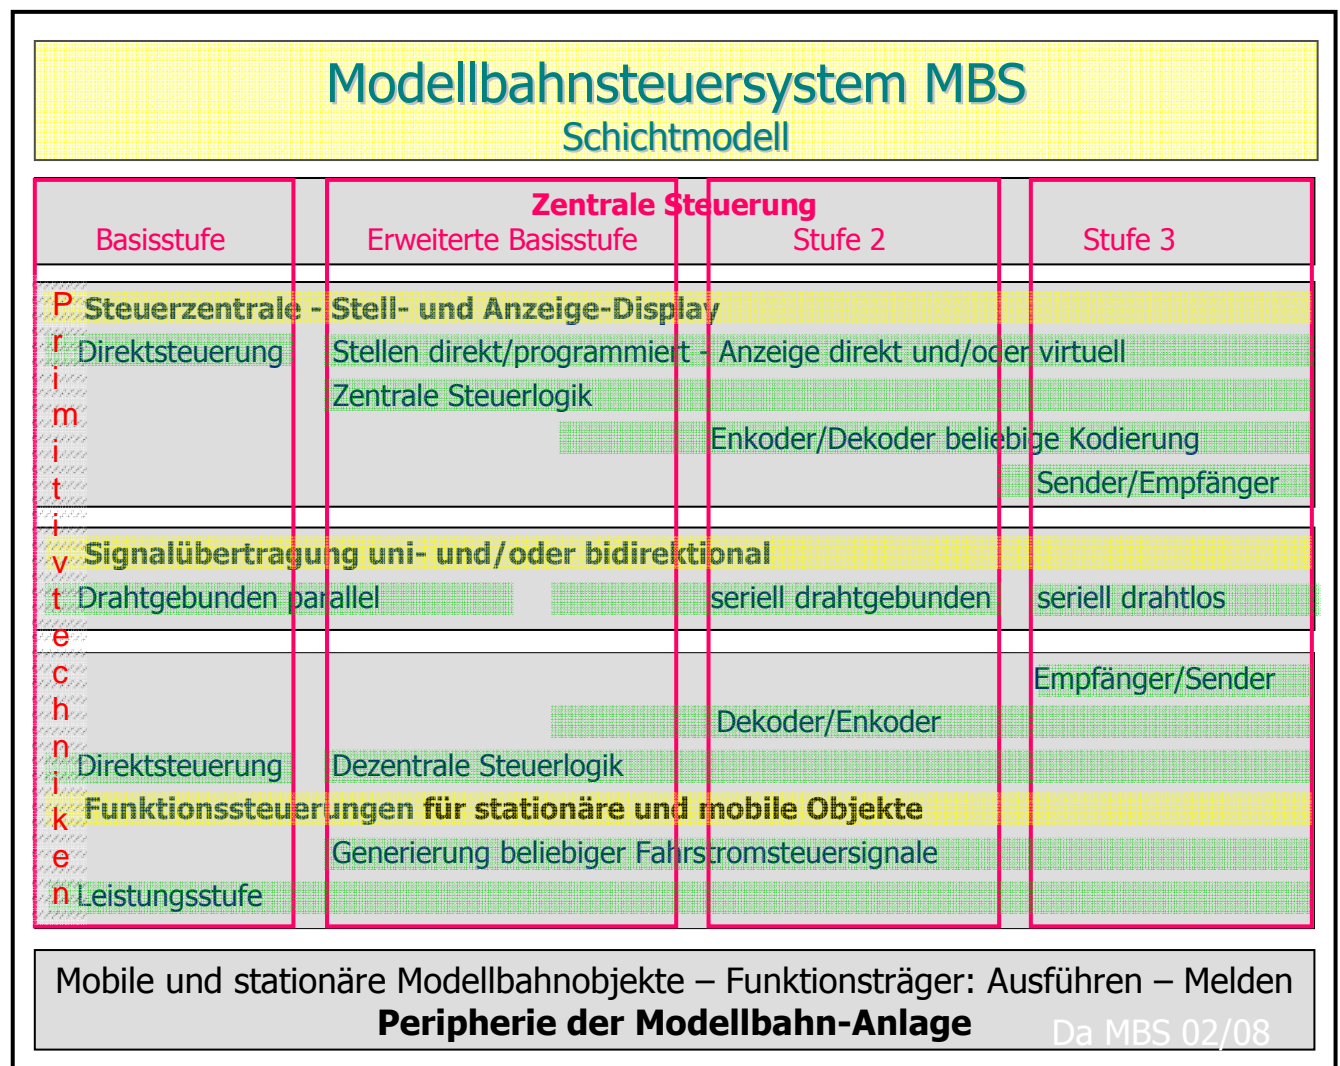 Modellbahnsteuersystem MBS
Schichtmodell
Zentrale Steuerung
Basisstufe Erweiterte Basisstufe Stufe 2 Stufe 3
Primitivtechniken
Steuerzentrale - Stell- und Anzeige-Display
Direktsteuerung Stellen direkt/programmiert - Anzeige direkt und/oder virtuell
Zentrale Steuerlogik
Enkoder/Dekoder beliebige Kodierung
Sender/Empfänger
Signalübertragung uni- und/oder bidirektional
Drahtgebunden parallel seriell drahtgebunden seriell drahtlos
Empfänger/Sender
Dekoder/Enkoder
Direktsteuerung Dezentrale Steuerlogik
Funktionssteuerungen für stationäre und mobile Objekte
Generierung beliebiger Fahrstromsteuersignale
Leistungsstufe
Mobile und stationäre Modellbahnobjekte – Funktionsträger: Ausführen – Melden
Peripherie der Modellbahn-Anlage
Da MBS 02/08